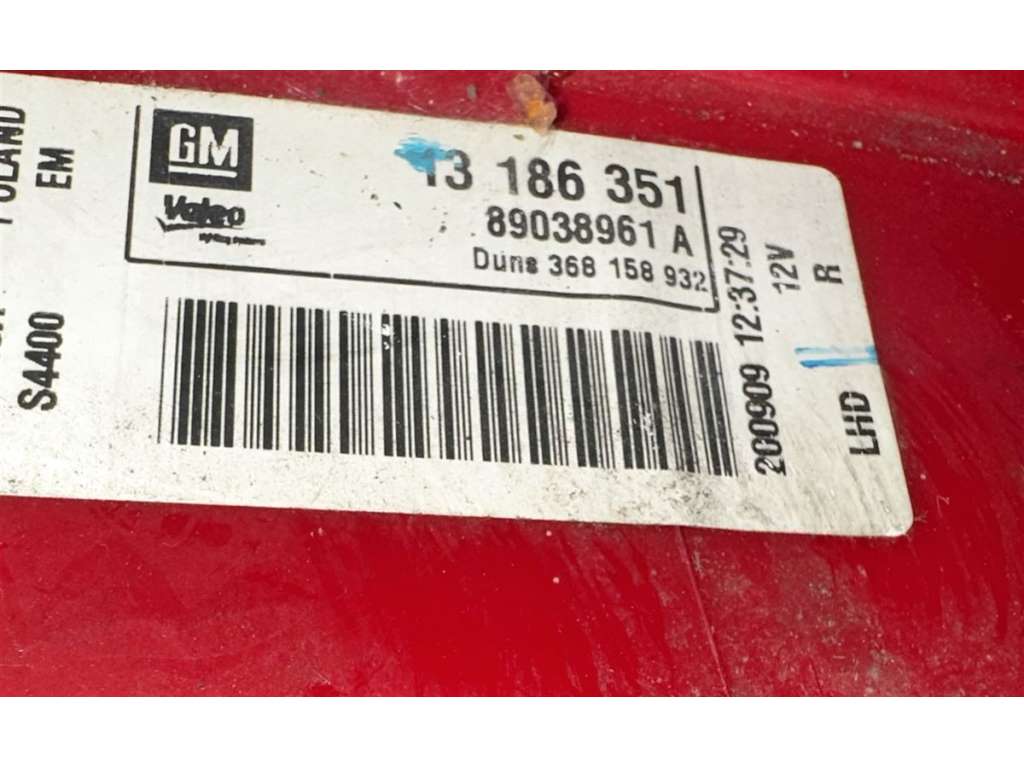 GM
Valeo
13 186 351
89038961 A
Duns 368 158 932
POLAND
EM
S4400
200909 12:37:29
12V
R
LHD